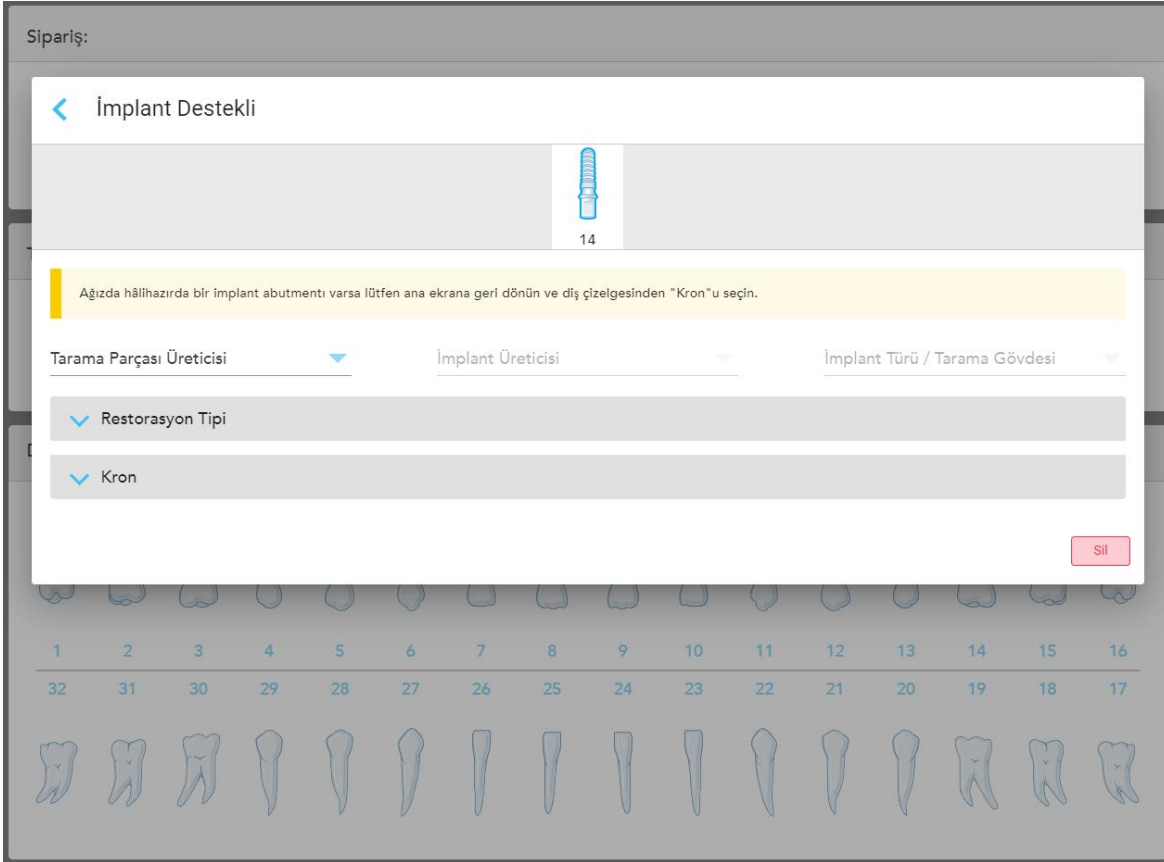 Sipariş:
İmplant Destekli
14
Ağızda hâlihazırda bir implant abutmentı varsa lütfen ana ekrana geri dönün ve diş çizelgesinden "Kron"u seçin.
Tarama Parçası Üreticisi İmplant Üreticisi İmplant Türü / Tarama Gövdesi
Restorasyon Tipi
Kron
Sil
1 2 3 4 5 6 7 8 9 10 11 12 13 14 15 16
32 31 30 29 28 27 26 25 24 23 22 21 20 19 18 17